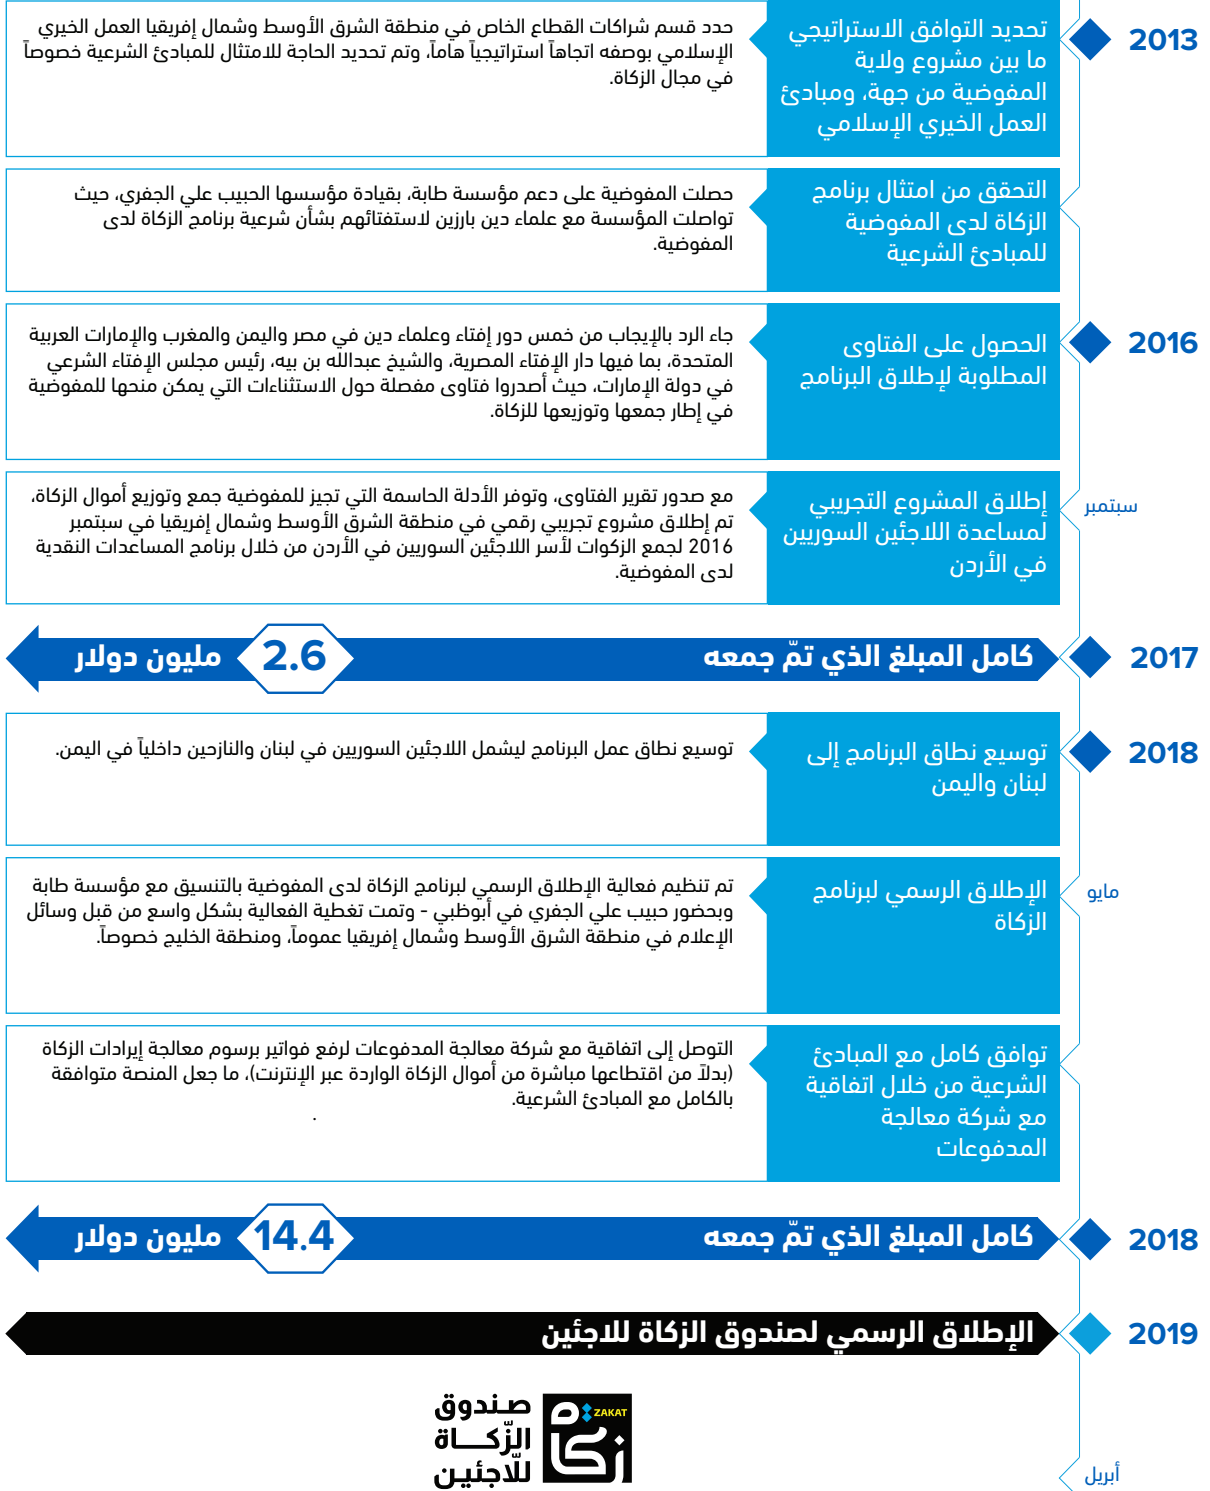 2013
تحديد التوافق الاستراتيجي
ما بين مشروع ولاية
المفوضية من جهة، ومبادئ
العمل الخيري الإسلامي
حدد قسم شراكات القطاع الخاص في منطقة الشرق الأوسط وشمال إفريقيا العمل الخيري
الإسلامي بوصفه اتجاهاً استراتيجياً هاماً، وتم تحديد الحاجة للامتثال للمبادئ الشرعية خصوصاً
في مجال الزكاة.
التحقق من امتثال برنامج
الزكاة لدى المفوضية
للمبادئ الشرعية
حصلت المفوضية على دعم مؤسسة طابة، بقيادة مؤسسها الحبيب علي الجفري، حيث
تواصلت المؤسسة مع علماء دين بارزين لاستفتائهم بشأن شرعية برنامج الزكاة لدى
المفوضية.
2016
الحصول على الفتاوى
المطلوبة لإطلاق البرنامج
جاء الرد بالإيجاب من خمس دور إفتاء وعلماء دين في مصر واليمن والمغرب والإمارات العربية
المتحدة، بما فيها دار الإفتاء المصرية، والشيخ عبدالله بن بيه، رئيس مجلس الإفتاء الشرعي
في دولة الإمارات، حيث أصدروا فتاوى مفصلة حول الاستثناءات التي يمكن منحها للمفوضية
في إطار جمعها وتوزيعها للزكاة.
سبتمبر
إطلاق المشروع التجريبي
لمساعدة اللاجئين السوريين
في الأردن
مع صدور تقرير الفتاوى، وتوفر الأدلة الحاسمة التي تجيز للمفوضية جمع وتوزيع أموال الزكاة،
تم إطلاق مشروع تجريبي رقمي في منطقة الشرق الأوسط وشمال إفريقيا في سبتمبر
2016 لجمع الزكوات لأسر اللاجئين السوريين في الأردن من خلال برنامج المساعدات النقدية
لدى المفوضية.
2017
كامل المبلغ الذي تمّ جمعه 2.6 مليون دولار
2018
توسيع نطاق البرنامج إلى
لبنان واليمن
توسيع نطاق عمل البرنامج ليشمل اللاجئين السوريين في لبنان والنازحين داخلياً في اليمن.
مايو
الإطلاق الرسمي لبرنامج
الزكاة
تم تنظيم فعالية الإطلاق الرسمي لبرنامج الزكاة لدى المفوضية بالتنسيق مع مؤسسة طابة
وبحضور حبيب علي الجفري في أبوظبي - وتمت تغطية الفعالية بشكل واسع من قبل وسائل
الإعلام في منطقة الشرق الأوسط وشمال إفريقيا عموماً، ومنطقة الخليج خصوصاً.
توافق كامل مع المبادئ
الشرعية من خلال اتفاقية
مع شركة معالجة
المدفوعات
التوصل إلى اتفاقية مع شركة معالجة المدفوعات لرفع فواتير برسوم معالجة إيرادات الزكاة
(بدلاً من اقتطاعها مباشرة من أموال الزكاة الواردة عبر الإنترنت)، ما جعل المنصة متوافقة
بالكامل مع المبادئ الشرعية.
.
2018
كامل المبلغ الذي تمّ جمعه 14.4 مليون دولار
2019
الإطلاق الرسمي لصندوق الزكاة للاجئين
زكاة
ZAKAT
صندوق
الزّكــاة
للّاجئين
أبريل